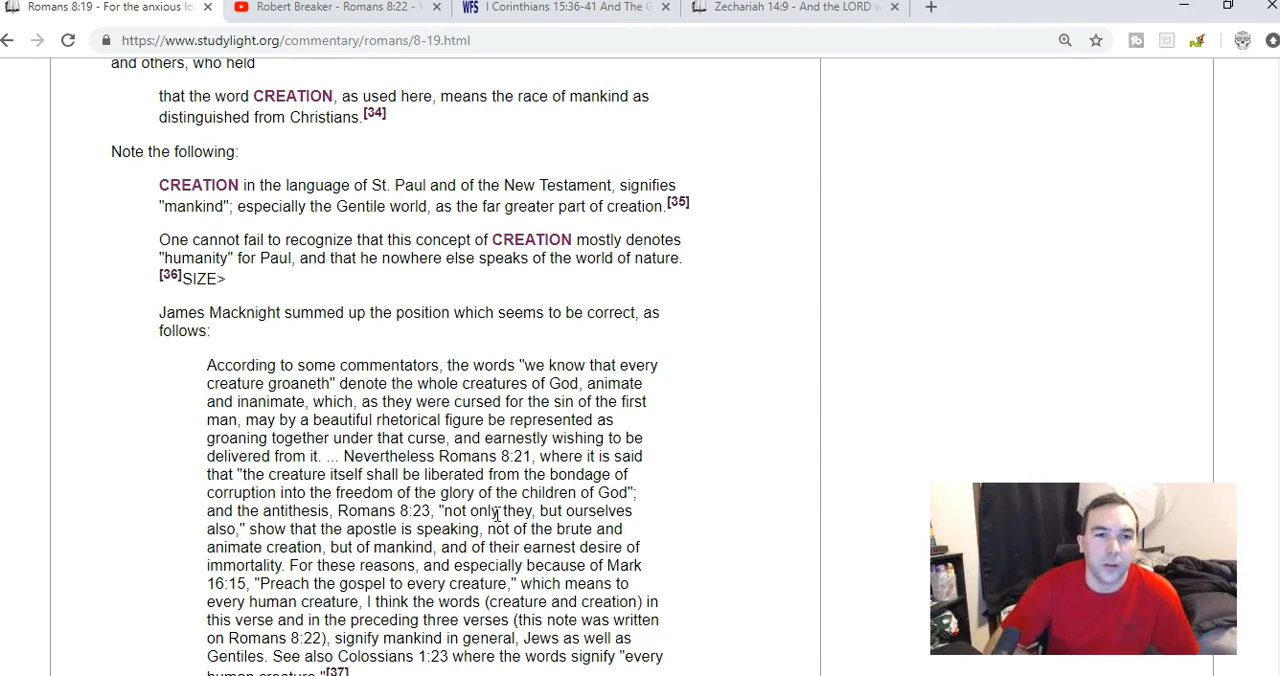 Romans 8:19 - For the anxious lo
Robert Breaker - Romans 8:22 - Y
WFS I Corinthians 15:36-41 And The G
Zechariah 14:9 - And the LORD w
https://www.studylight.org/commentary/romans/8-19.html
and others, who held
that the word CREATION, as used here, means the race of mankind as
distinguished from Christians.[34]
Note the following:
CREATION in the language of St. Paul and of the New Testament, signifies
"mankind"; especially the Gentile world, as the far greater part of creation.[35]
One cannot fail to recognize that this concept of CREATION mostly denotes
"humanity" for Paul, and that he nowhere else speaks of the world of nature.
[36]SIZE>
James Macknight summed up the position which seems to be correct, as
follows:
According to some commentators, the words "we know that every
creature groaneth" denote the whole creatures of God, animate
and inanimate, which, as they were cursed for the sin of the first
man, may by a beautiful rhetorical figure be represented as
groaning together under that curse, and earnestly wishing to be
delivered from it. ... Nevertheless Romans 8:21, where it is said
that "the creature itself shall be liberated from the bondage of
corruption into the freedom of the glory of the children of God";
and the antithesis, Romans 8:23, "not only they, but ourselves
also," show that the apostle is speaking, not of the brute and
animate creation, but of mankind, and of their earnest desire of
immortality. For these reasons, and especially because of Mark
16:15, "Preach the gospel to every creature," which means to
every human creature, I think the words (creature and creation) in
this verse and in the preceding three verses (this note was written
on Romans 8:22), signify mankind in general, Jews as well as
Gentiles. See also Colossians 1:23 where the words signify "every
human creature."[37]